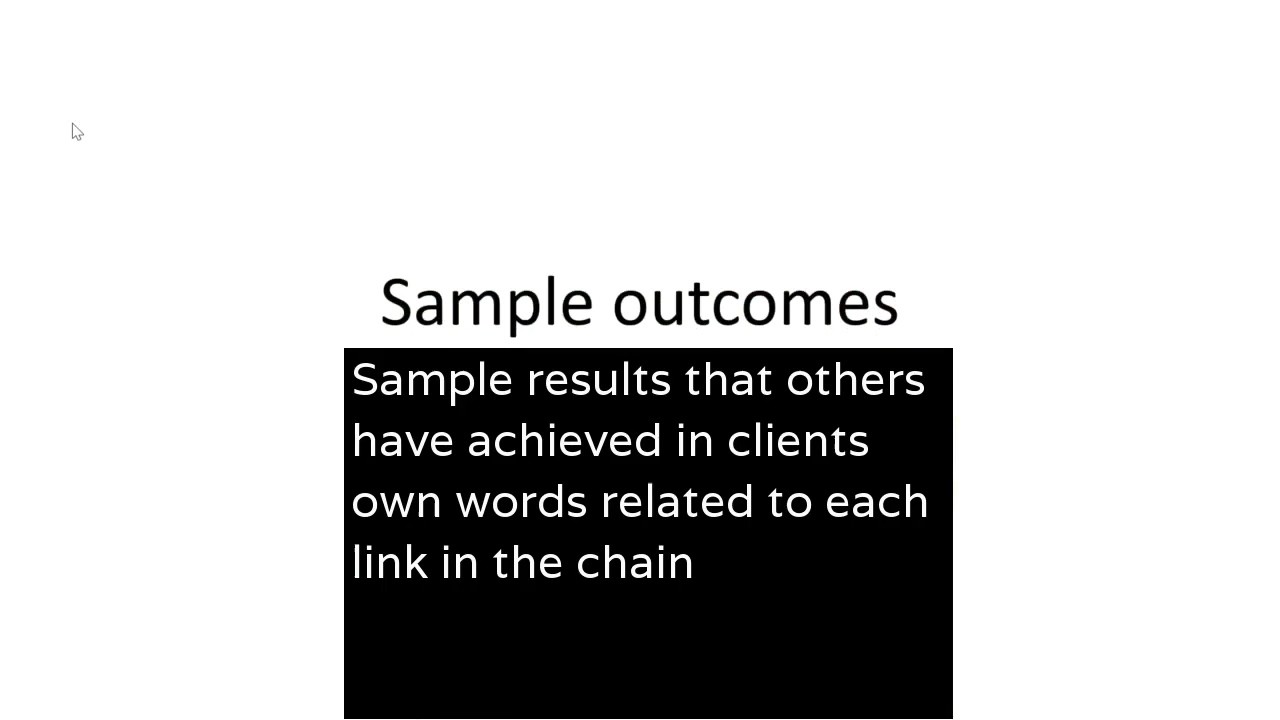 Sample outcomes
Sample results that others
have achieved in clients
own words related to each
link in the chain